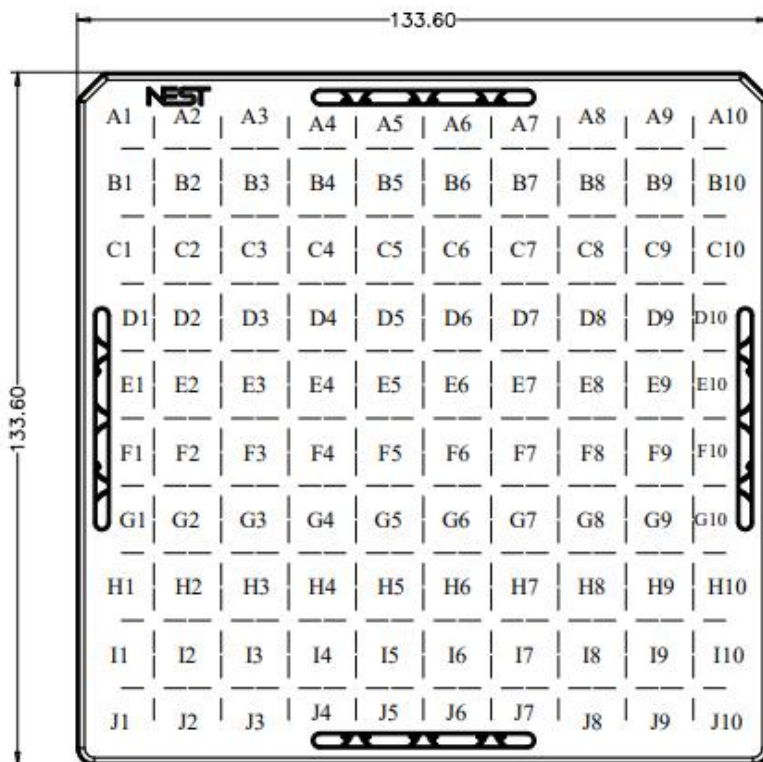 133.60
NEST
A1 A2 A3 A4 A5 A6 A7 A8 A9 A10
B1 B2 B3 B4 B5 B6 B7 B8 B9 B10
C1 C2 C3 C4 C5 C6 C7 C8 C9 C10
D1 D2 D3 D4 D5 D6 D7 D8 D9 D10
E1 E2 E3 E4 E5 E6 E7 E8 E9 E10
133.60
F1 F2 F3 F4 F5 F6 F7 F8 F9 F10
G1 G2 G3 G4 G5 G6 G7 G8 G9 G10
H1 H2 H3 H4 H5 H6 H7 H8 H9 H10
I1 I2 I3 I4 I5 I6 I7 I8 I9 I10
J1 J2 J3 J4 J5 J6 J7 J8 J9 J10